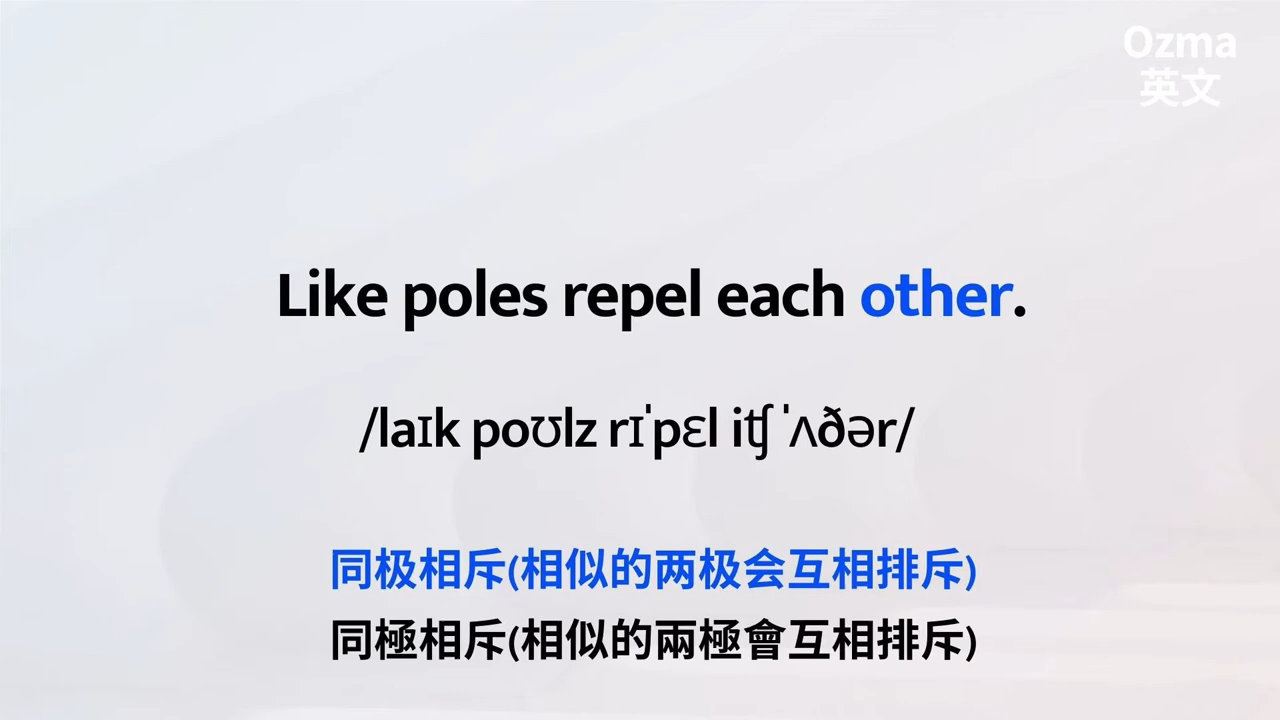 Ozma
英文
Like poles repel each other.
/laɪk poʊlz rɪˈpɛl iʧ ˈʌðər/
同极相斥(相似的两极会互相排斥)
同極相斥(相似的兩極會互相排斥)